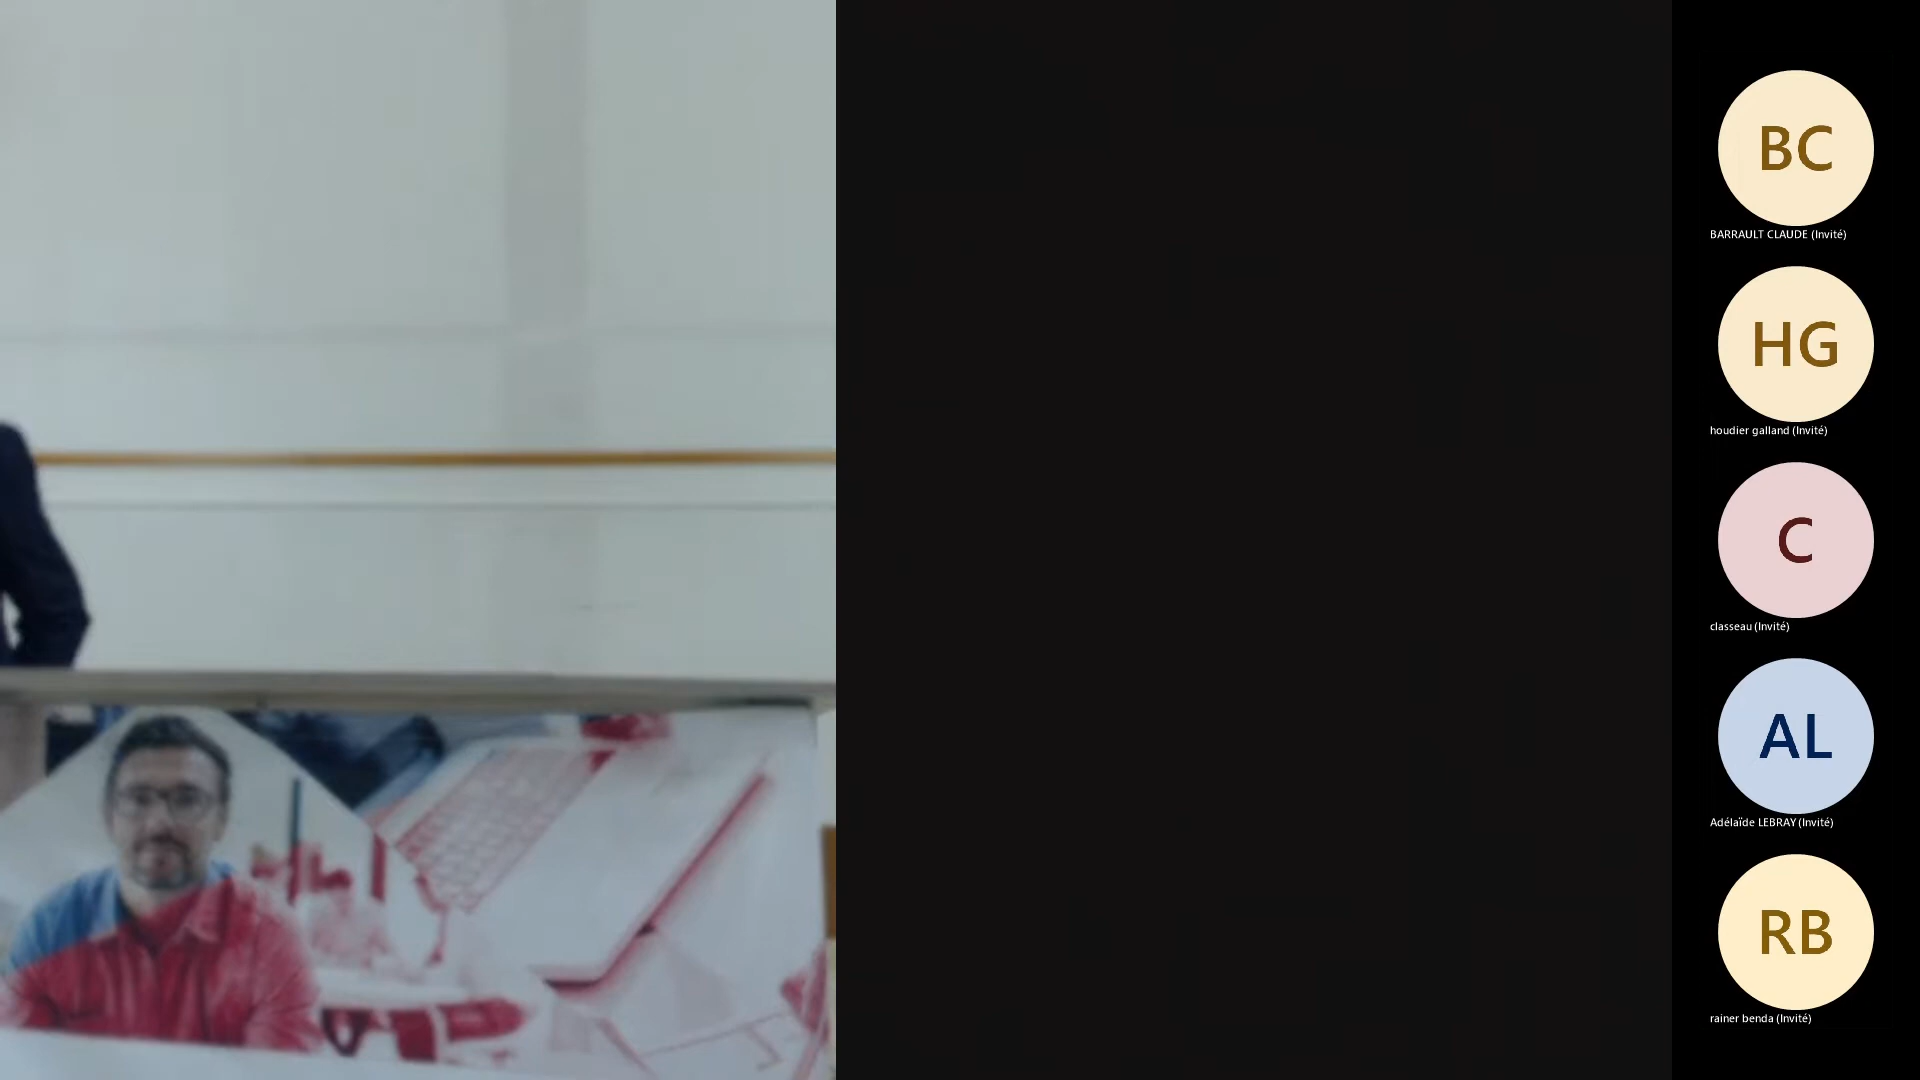 BC
BARRAULT CLAUDE (Invité)
HG
houdier galland (Invité)
C
classeau (Invité)
AL
Adélaïde LEBRAY (Invité)
RB
rainer benda (Invité)